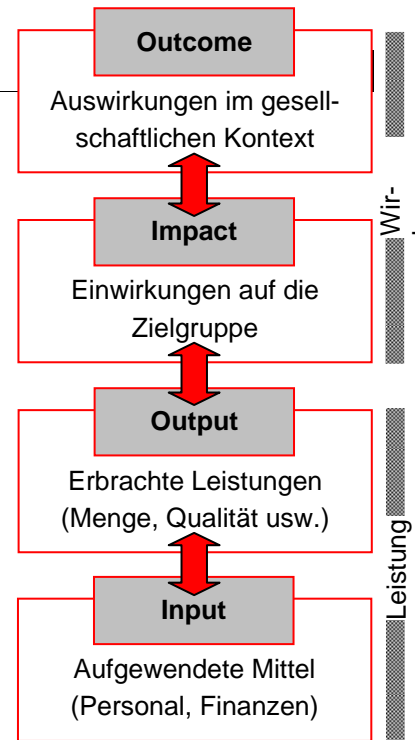 Outcome
Auswirkungen im gesell-
schaftlichen Kontext
Wir-
Impact
Einwirkungen auf die
Zielgruppe
Output
Erbrachte Leistungen
(Menge, Qualität usw.)
Leistung
Input
Aufgewendete Mittel
(Personal, Finanzen)